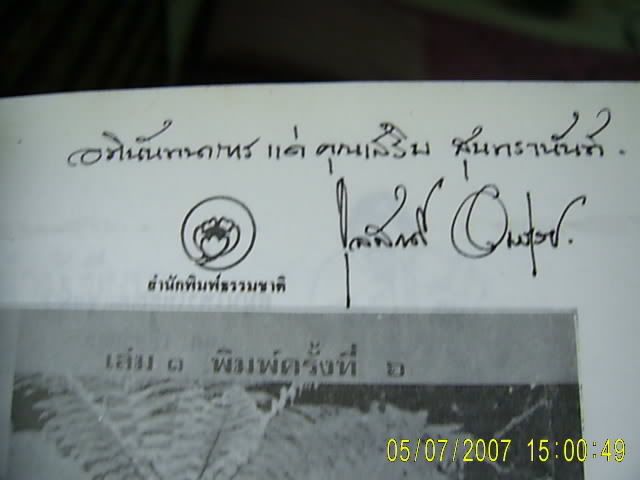 อภินันทนาการ แด่ คุณเสริม สุนทรานันท์.
สำนักพิมพ์ธรรมชาติ
เล่ม ๑ พิมพ์ครั้งที่ ๒
05/07/2007 15:00:49